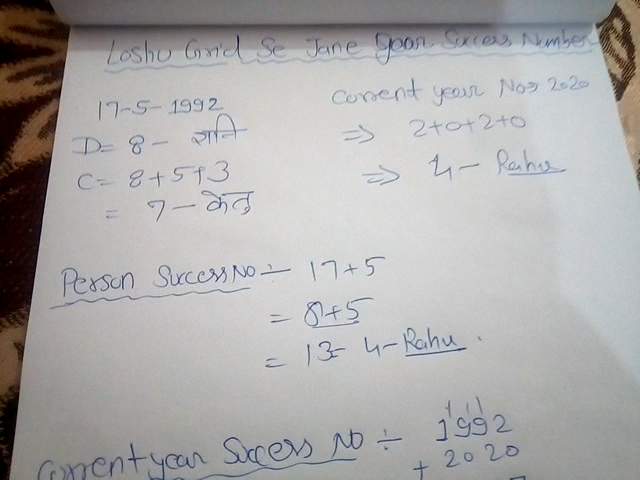 Loshu Grid Se Jane Your Sucess Number
17-5-1992
D= 8 - शनि
C= 8+5+3
= 7 - केतु
Current year No⇒ 2020
⇒ 2+0+2+0
⇒ 4 - Rahu
Person Success No ÷ 17+5
= 8+5
= 13= 4 - Rahu.
Current year Success No ÷ 1992
+ 2020